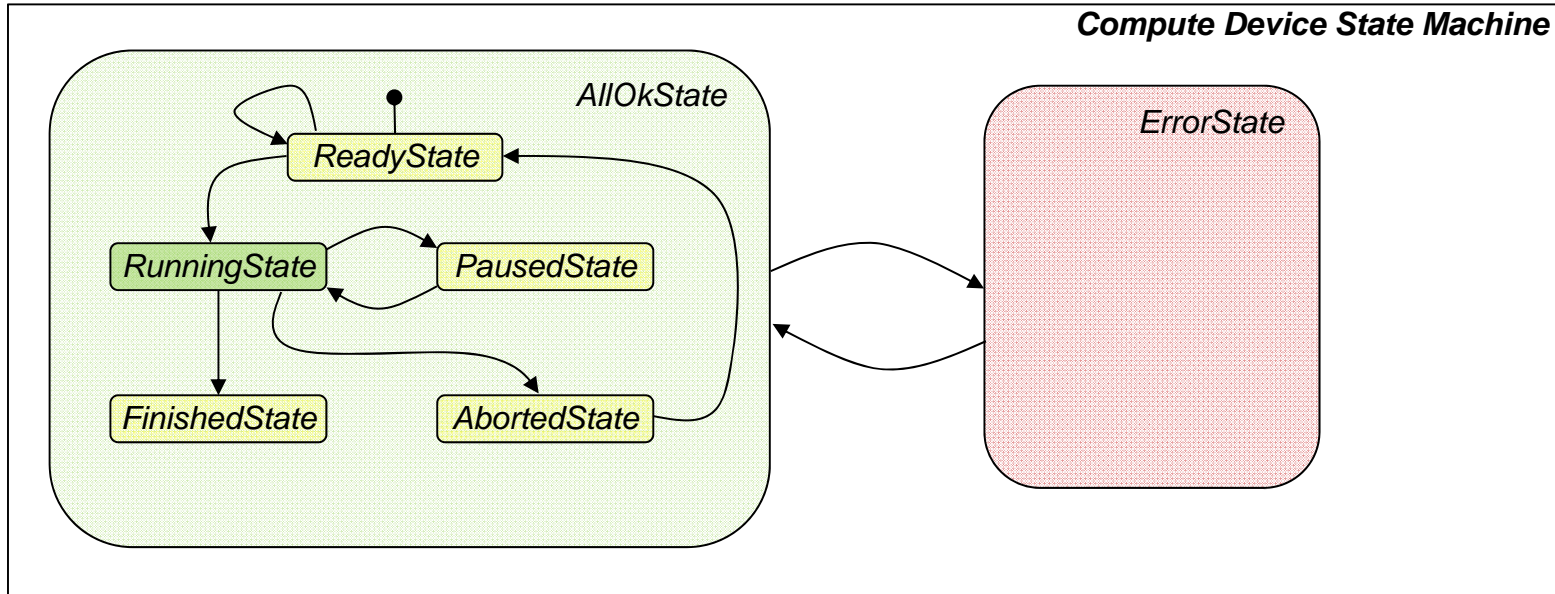 Compute Device State Machine
AllOkState
ErrorState
ReadyState
RunningState
PausedState
FinishedState
AbortedState